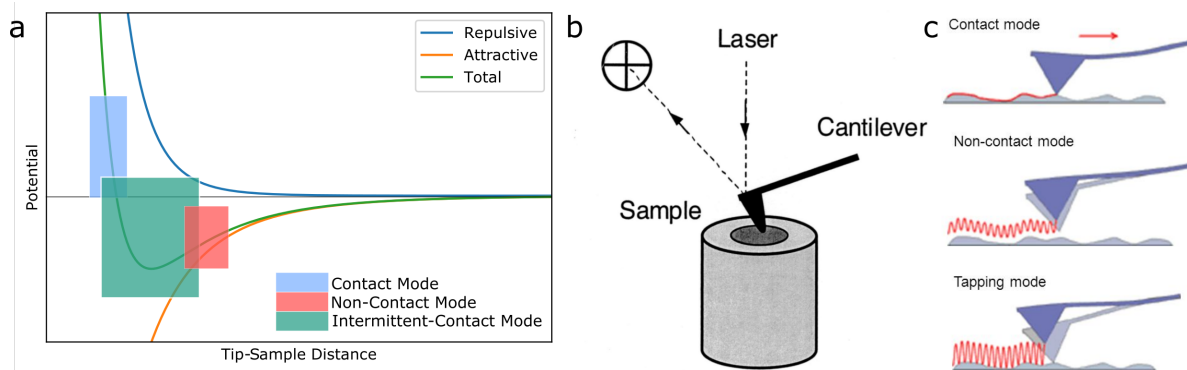 a
Repulsive
Attractive
Total
Potential
Contact Mode
Non-Contact Mode
Intermittent-Contact Mode
Tip-Sample Distance
b
Laser
Cantilever
Sample
c
Contact mode
Non-contact mode
Tapping mode